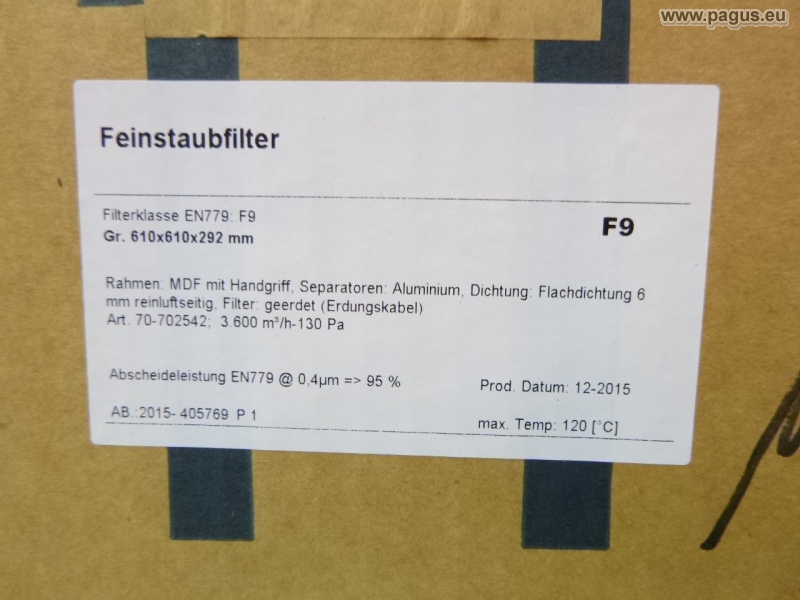 www.pagus.eu
Feinstaubfilter
Filterklasse EN779: F9
F9
Gr. 610x610x292 mm
Rahmen: MDF mit Handgriff, Separatoren: Aluminium, Dichtung: Flachdichtung 6
mm reinluftseitig, Filter: geerdet (Erdungskabel)
Art. 70-702542; 3.600 m³/h-130 Pa
Abscheideleistung EN779 @ 0,4µm => 95 %
Prod. Datum: 12-2015
AB.:2015- 405769 P 1
max. Temp: 120 [°C]